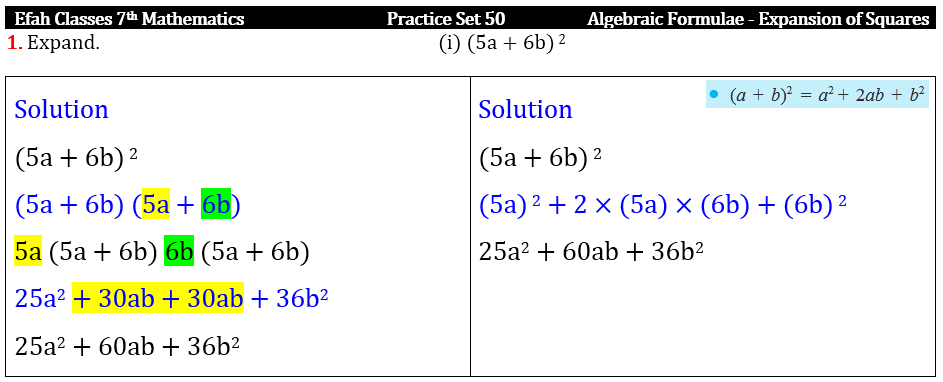 Efah Classes 7th Mathematics Practice Set 50 Algebraic Formulae - Expansion of Squares
1. Expand. (i) (5a + 6b) ²
Solution
(5a + 6b) ²
(5a + 6b) (5a + 6b)
5a (5a + 6b) 6b (5a + 6b)
25a² + 30ab + 30ab + 36b²
25a² + 60ab + 36b²
• (a + b)² = a² + 2ab + b²
Solution
(5a + 6b) ²
(5a) ² + 2 × (5a) × (6b) + (6b) ²
25a² + 60ab + 36b²